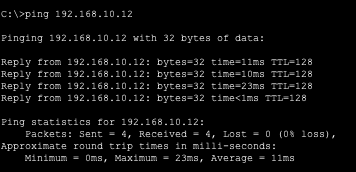 C:\>ping 192.168.10.12
Pinging 192.168.10.12 with 32 bytes of data:
Reply from 192.168.10.12: bytes=32 time=11ms TTL=128
Reply from 192.168.10.12: bytes=32 time=10ms TTL=128
Reply from 192.168.10.12: bytes=32 time=23ms TTL=128
Reply from 192.168.10.12: bytes=32 time<1ms TTL=128
Ping statistics for 192.168.10.12:
Packets: Sent = 4, Received = 4, Lost = 0 (0% loss),
Approximate round trip times in milli-seconds:
Minimum = 0ms, Maximum = 23ms, Average = 11ms